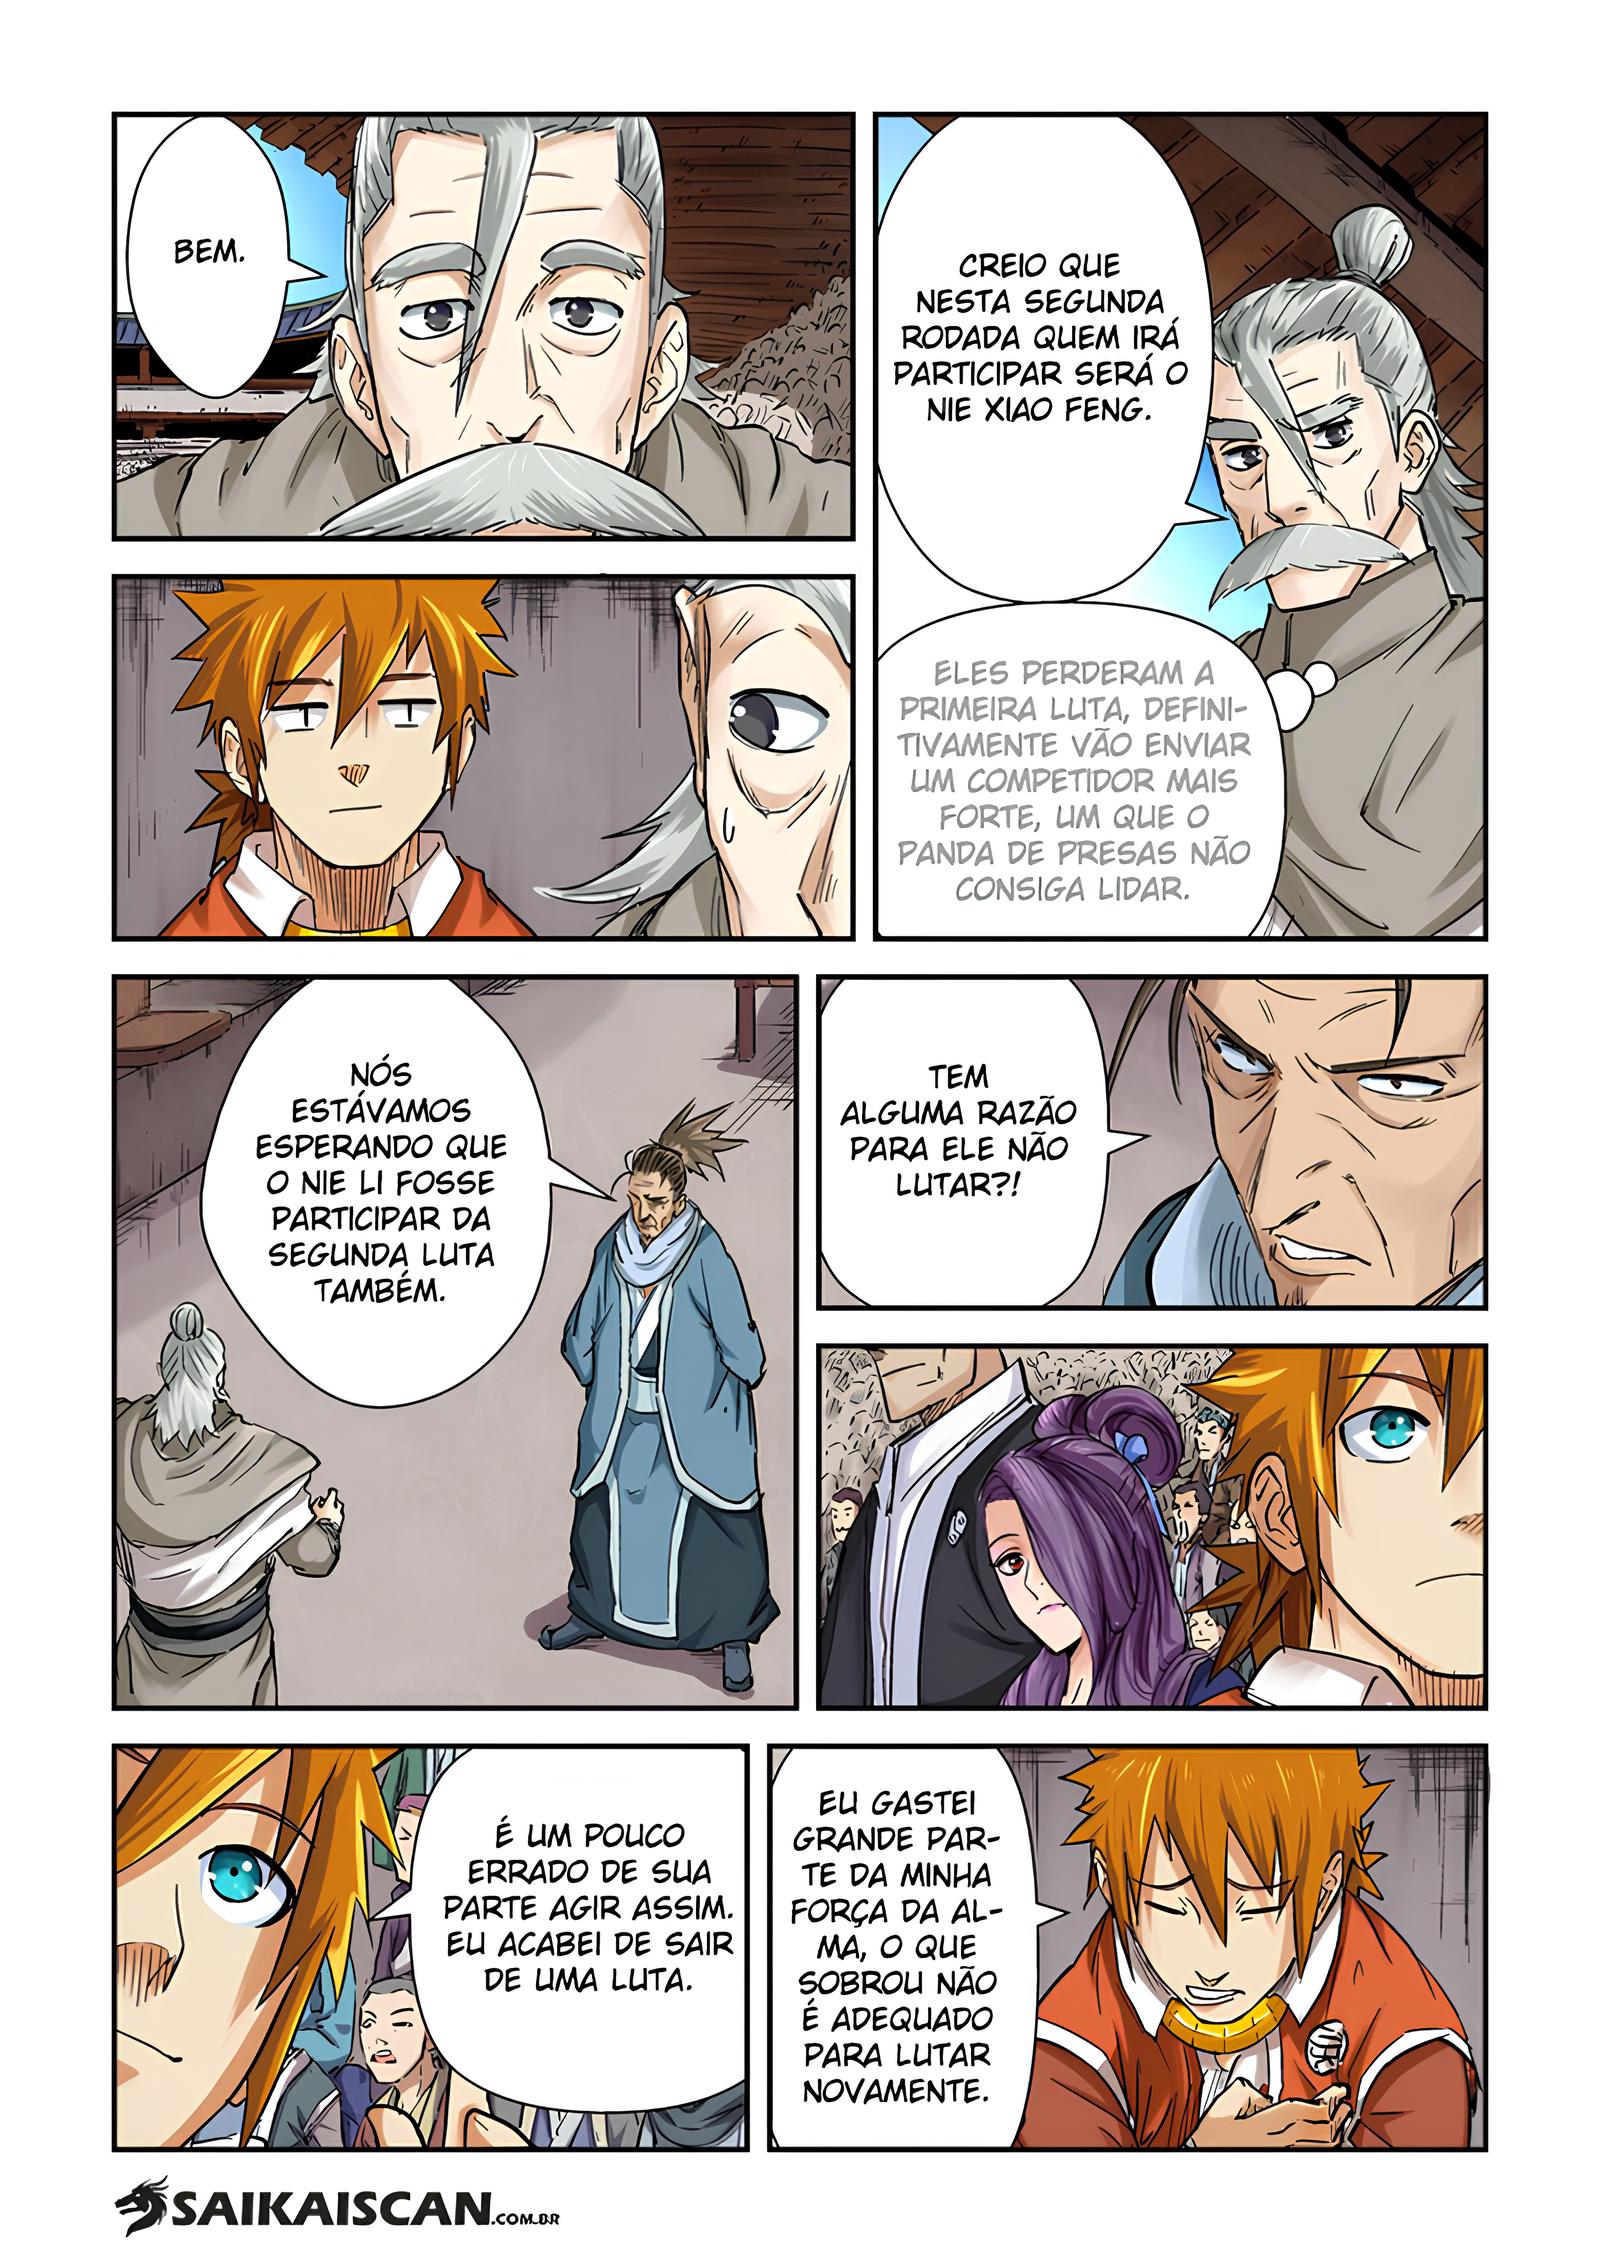 BEM.
CREIO QUE
NESTA SEGUNDA
RODADA QUEM IRÁ
PARTICIPAR SERÁ O
NIE XIAO FENG.
ELES PERDERAM A
PRIMEIRA LUTA, DEFINI-
TIVAMENTE VÃO ENVIAR
UM COMPETIDOR MAIS
FORTE, UM QUE O
PANDA DE PRESAS NÃO
CONSIGA LIDAR.
NÓS
ESTÁVAMOS
ESPERANDO QUE
O NIE LI FOSSE
PARTICIPAR DA
SEGUNDA LUTA
TAMBÉM.
TEM
ALGUMA RAZÃO
PARA ELE NÃO
LUTAR?!
É UM POUCO
ERRADO DE SUA
PARTE AGIR ASSIM.
EU ACABEI DE SAIR
DE UMA LUTA.
EU GASTEI
GRANDE PAR-
TE DA MINHA
FORÇA DA AL-
MA, O QUE
SOBROU NÃO
É ADEQUADO
PARA LUTAR
NOVAMENTE.
SAIKAISCAN.COM.BR